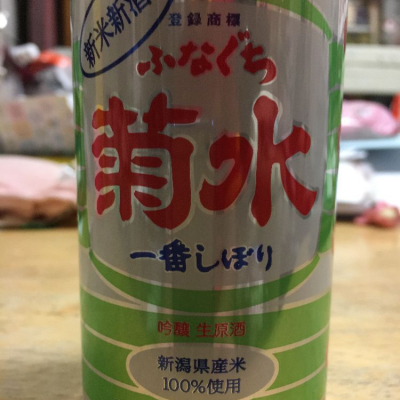 新米新酒
登録商標
ふなぐち
菊水
一番しぼり
吟醸 生原酒
新潟県産米
100%使用